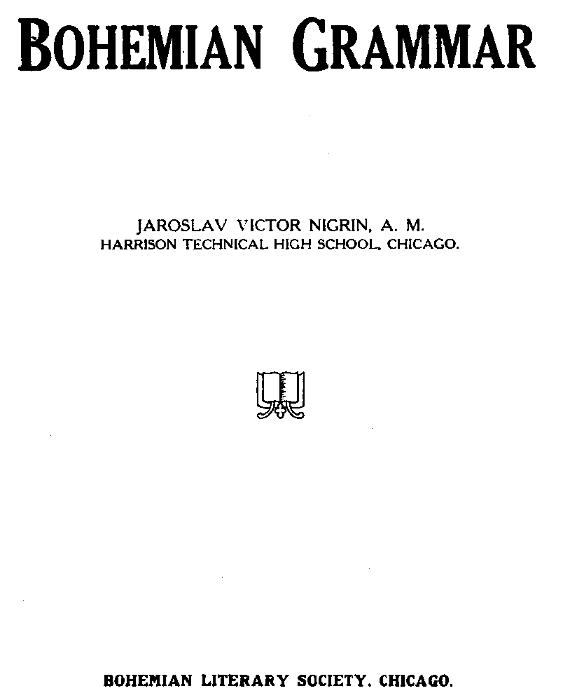 BOHEMIAN GRAMMAR
JAROSLAV VICTOR NIGRIN, A. M.
HARRISON TECHNICAL HIGH SCHOOL, CHICAGO.
BOHEMIAN LITERARY SOCIETY. CHICAGO.